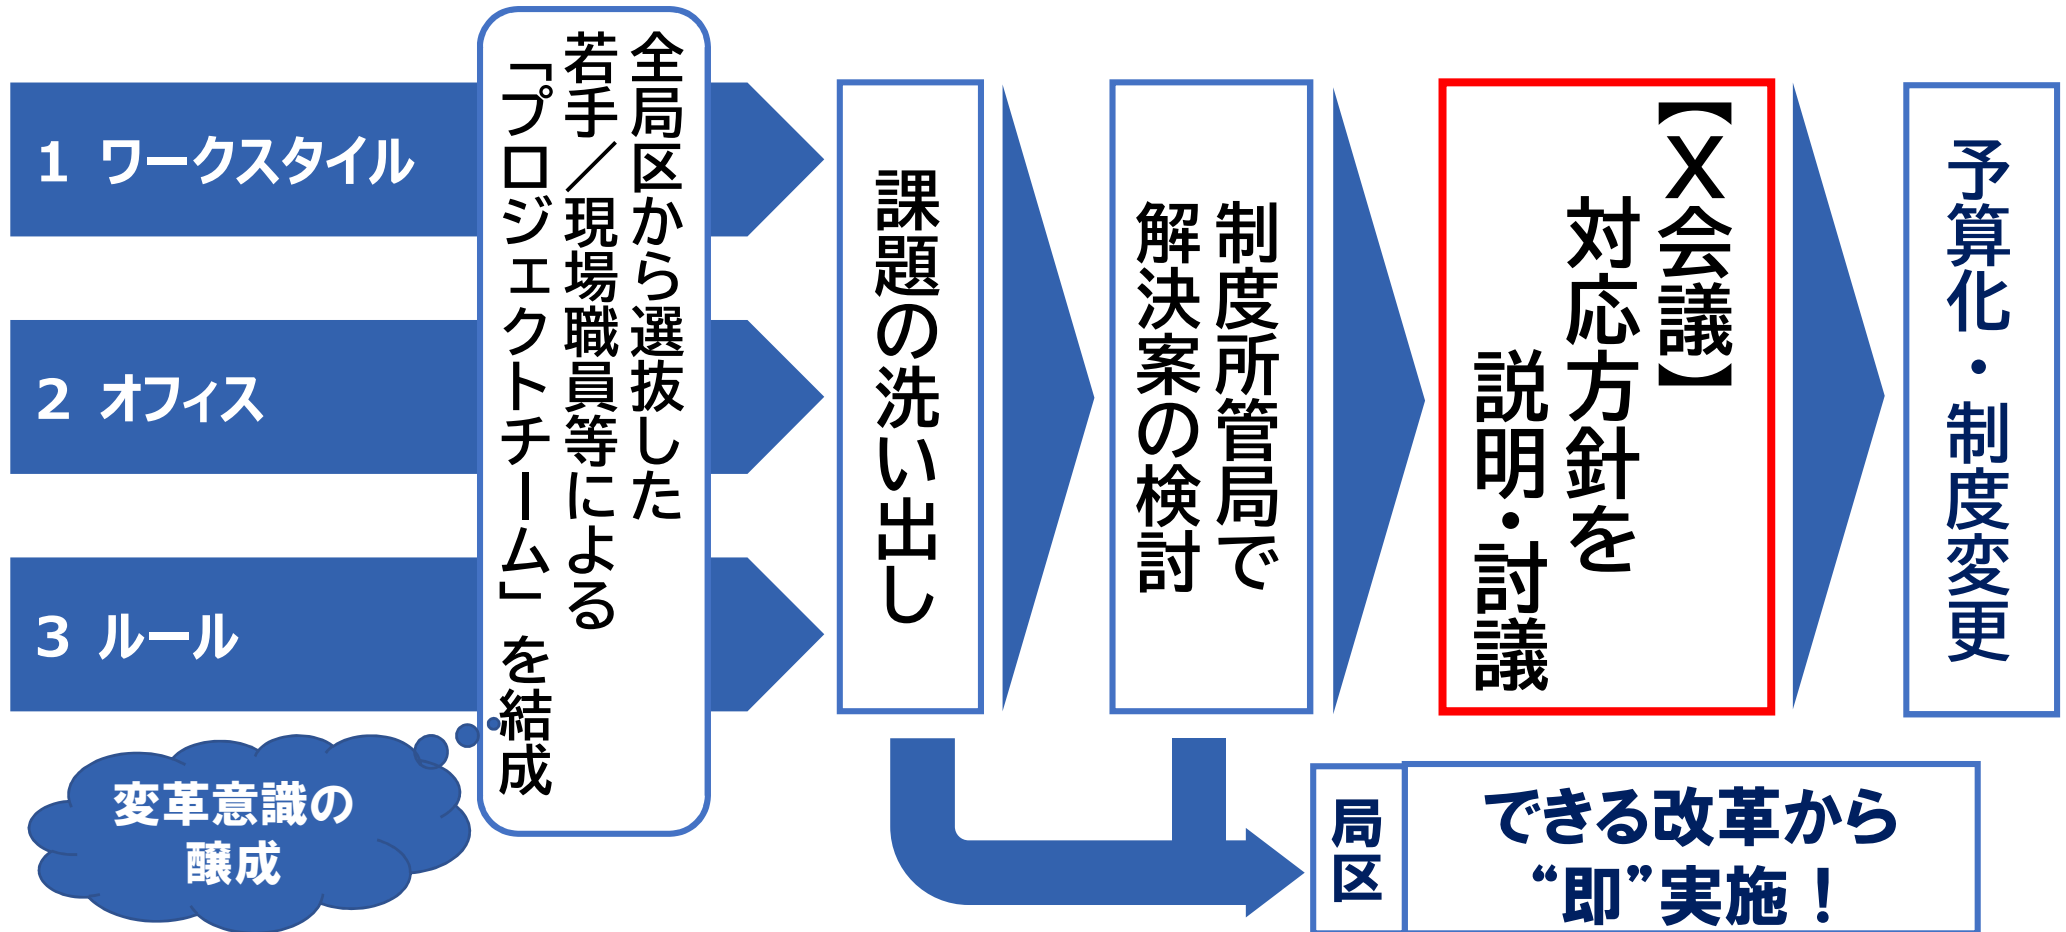 1 ワークスタイル
2 オフィス
3 ルール
変革意識の
醸成
全局区から選抜した
若手／現場職員等による
「プロジェクトチーム」を結成
課題の洗い出し
制度所管局で
解決案の検討
【X会議】
対応方針を
説明・討議
予算化・制度変更
局区
できる改革から
“即”実施！